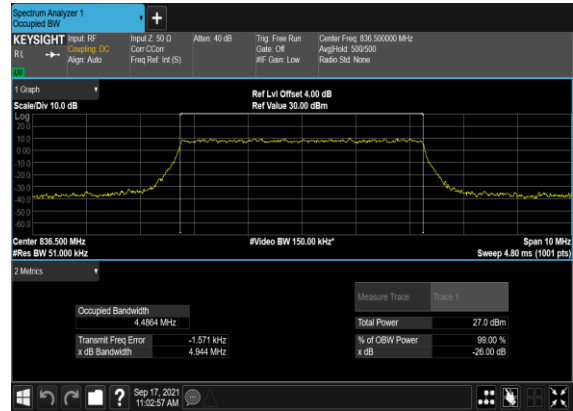 Spectrum Analyzer 1
Occupied BW
+
KEYSIGHT Input: RF Input Z: 50 Ω Atten: 40 dB Trig: Free Run Center Freq: 836.500000 MHz
R L Coupling: DC Corr CCorr Gate: Off Avg|Hold: 500/500
Align: Auto Freq Ref: Int (S) #IF Gain: Low Radio Std: None
1 Graph Ref Lvl Offset 4.00 dB
Scale/Div 10.0 dB Ref Value 30.00 dBm
Log
20.0
10.0
0.00
-10.0
-20.0
-30.0
-40.0
-50.0
-60.0
Center 836.500 MHz #Video BW 150.00 kHz* Span 10 MHz
#Res BW 51.000 kHz Sweep 4.80 ms (1001 pts)
2 Metrics
Measure Trace Trace 1
Occupied Bandwidth
4.4864 MHz Total Power 27.0 dBm
Transmit Freq Error -1.571 kHz % of OBW Power 99.00 %
x dB Bandwidth 4.944 MHz x dB -26.00 dB
? Sep 17, 2021
11:02:57 AM